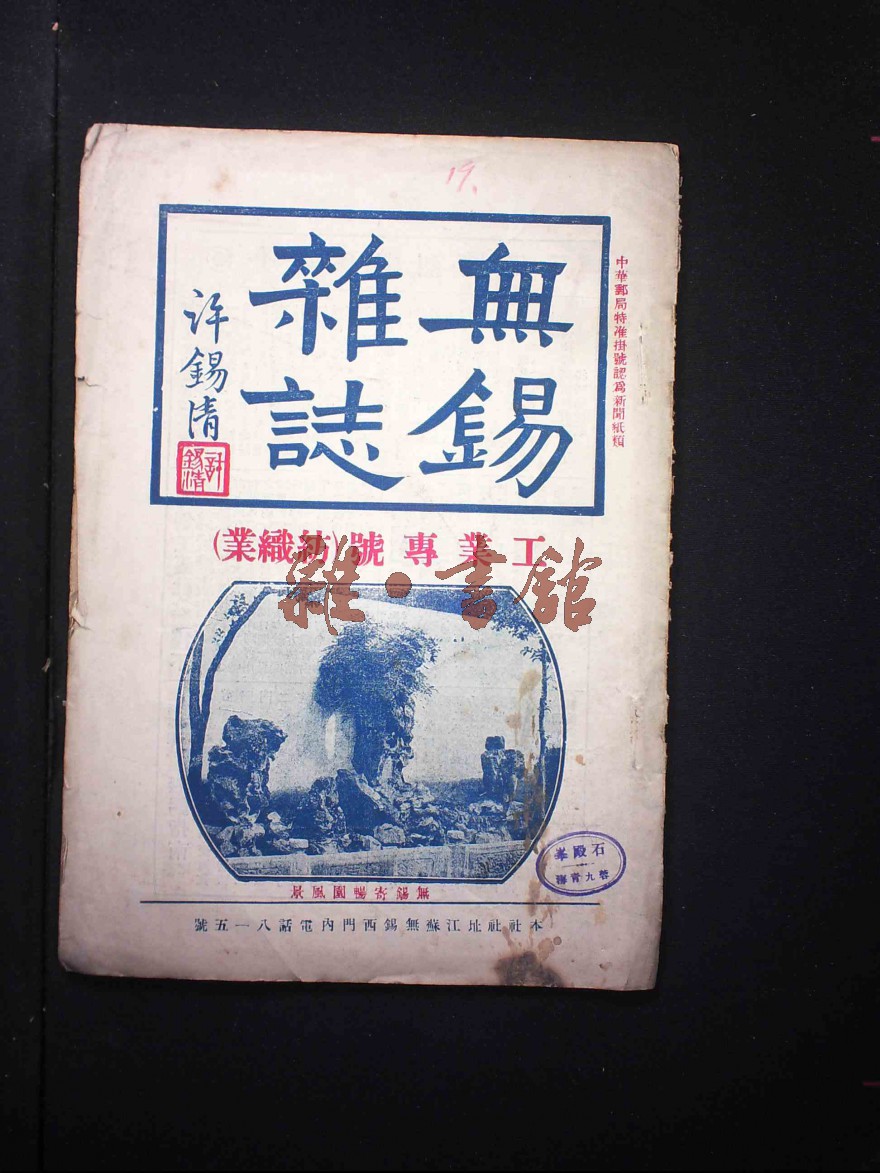 19.
中華郵局特准掛號認爲新聞紙類
無錫
雜誌
許錫清
許錫清
工業專號(紡織業)
雜·書館
無錫寄暢園風景
石殿峯
本社社址江蘇無錫西門內電話八一五號